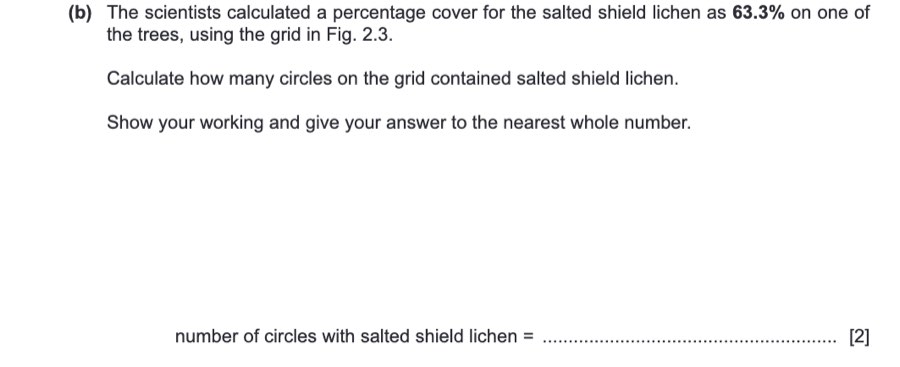 (b) The scientists calculated a percentage cover for the salted shield lichen as 63.3% on one of
the trees, using the grid in Fig. 2.3.
Calculate how many circles on the grid contained salted shield lichen.
Show your working and give your answer to the nearest whole number.
number of circles with salted shield lichen = ............................................................ [2]